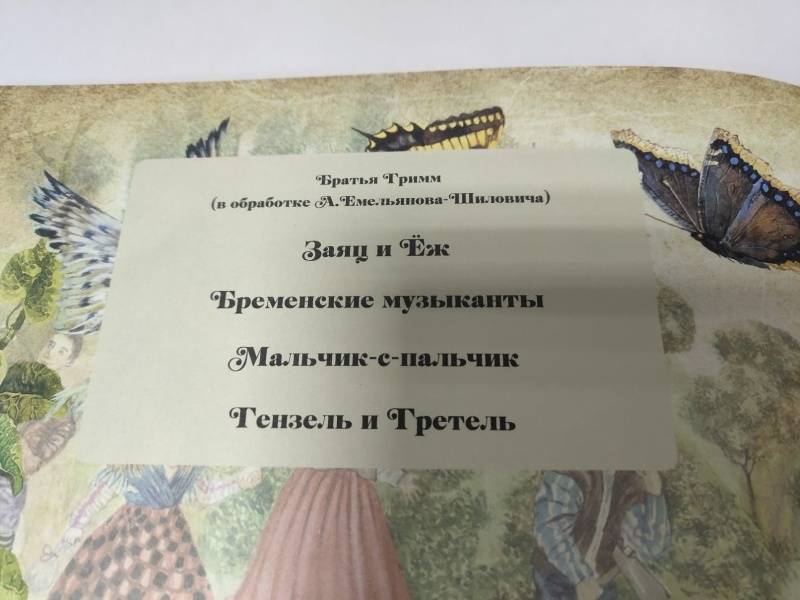 Братья Гримм
(в обработке А.Емельянова-Шиловича)
Заяц и Ёж
Бременские музыканты
Мальчик-с-пальчик
Гензель и Гретель